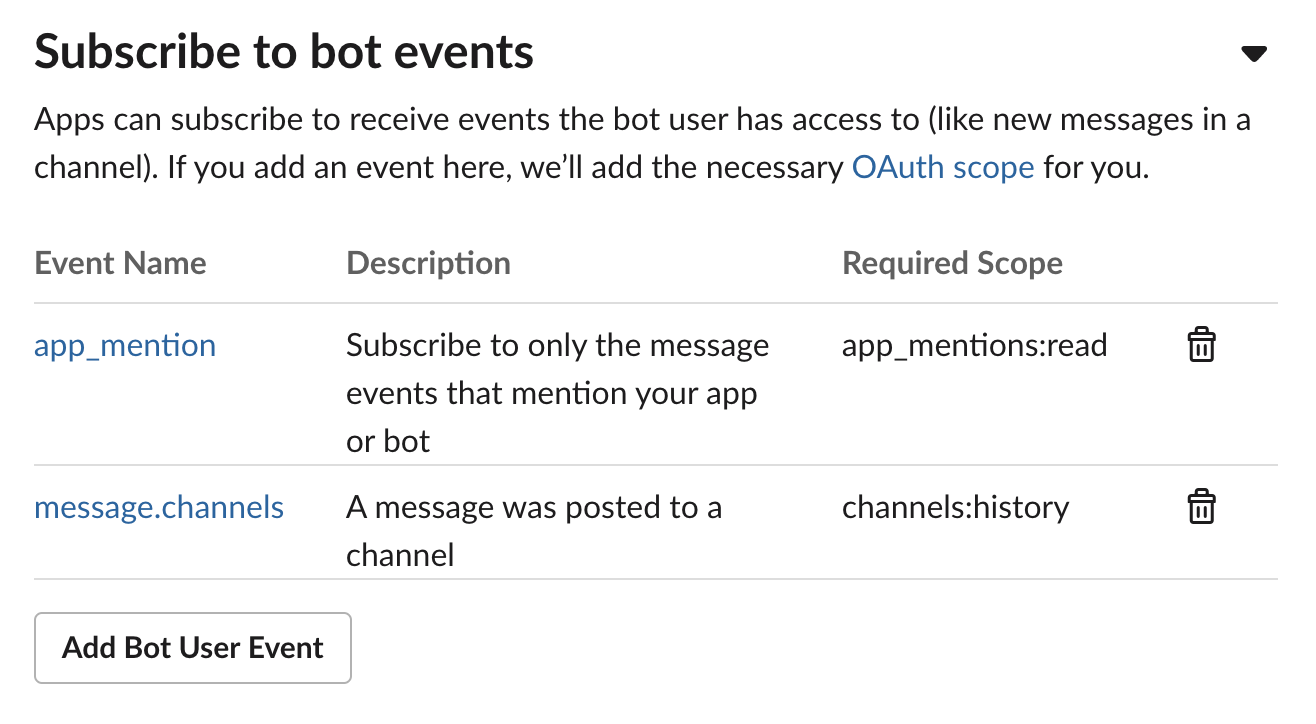 Subscribe to bot events
Apps can subscribe to receive events the bot user has access to (like new messages in a
channel). If you add an event here, we’ll add the necessary OAuth scope for you.
Event Name Description Required Scope
app_mention Subscribe to only the message app_mentions:read
events that mention your app
or bot
message.channels A message was posted to a channels:history
channel
Add Bot User Event